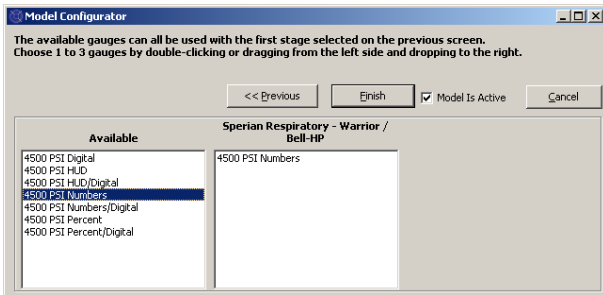 Model Configurator
The available gauges can all be used with the first stage selected on the previous screen.
Choose 1 to 3 gauges by double-clicking or dragging from the left side and dropping to the right.
<< Previous
Finish
Model Is Active
Cancel
Available
Sperian Respiratory - Warrior /
Bell-HP
4500 PSI Digital
4500 PSI HUD
4500 PSI HUD/Digital
4500 PSI Numbers
4500 PSI Numbers/Digital
4500 PSI Percent
4500 PSI Percent/Digital
4500 PSI Numbers